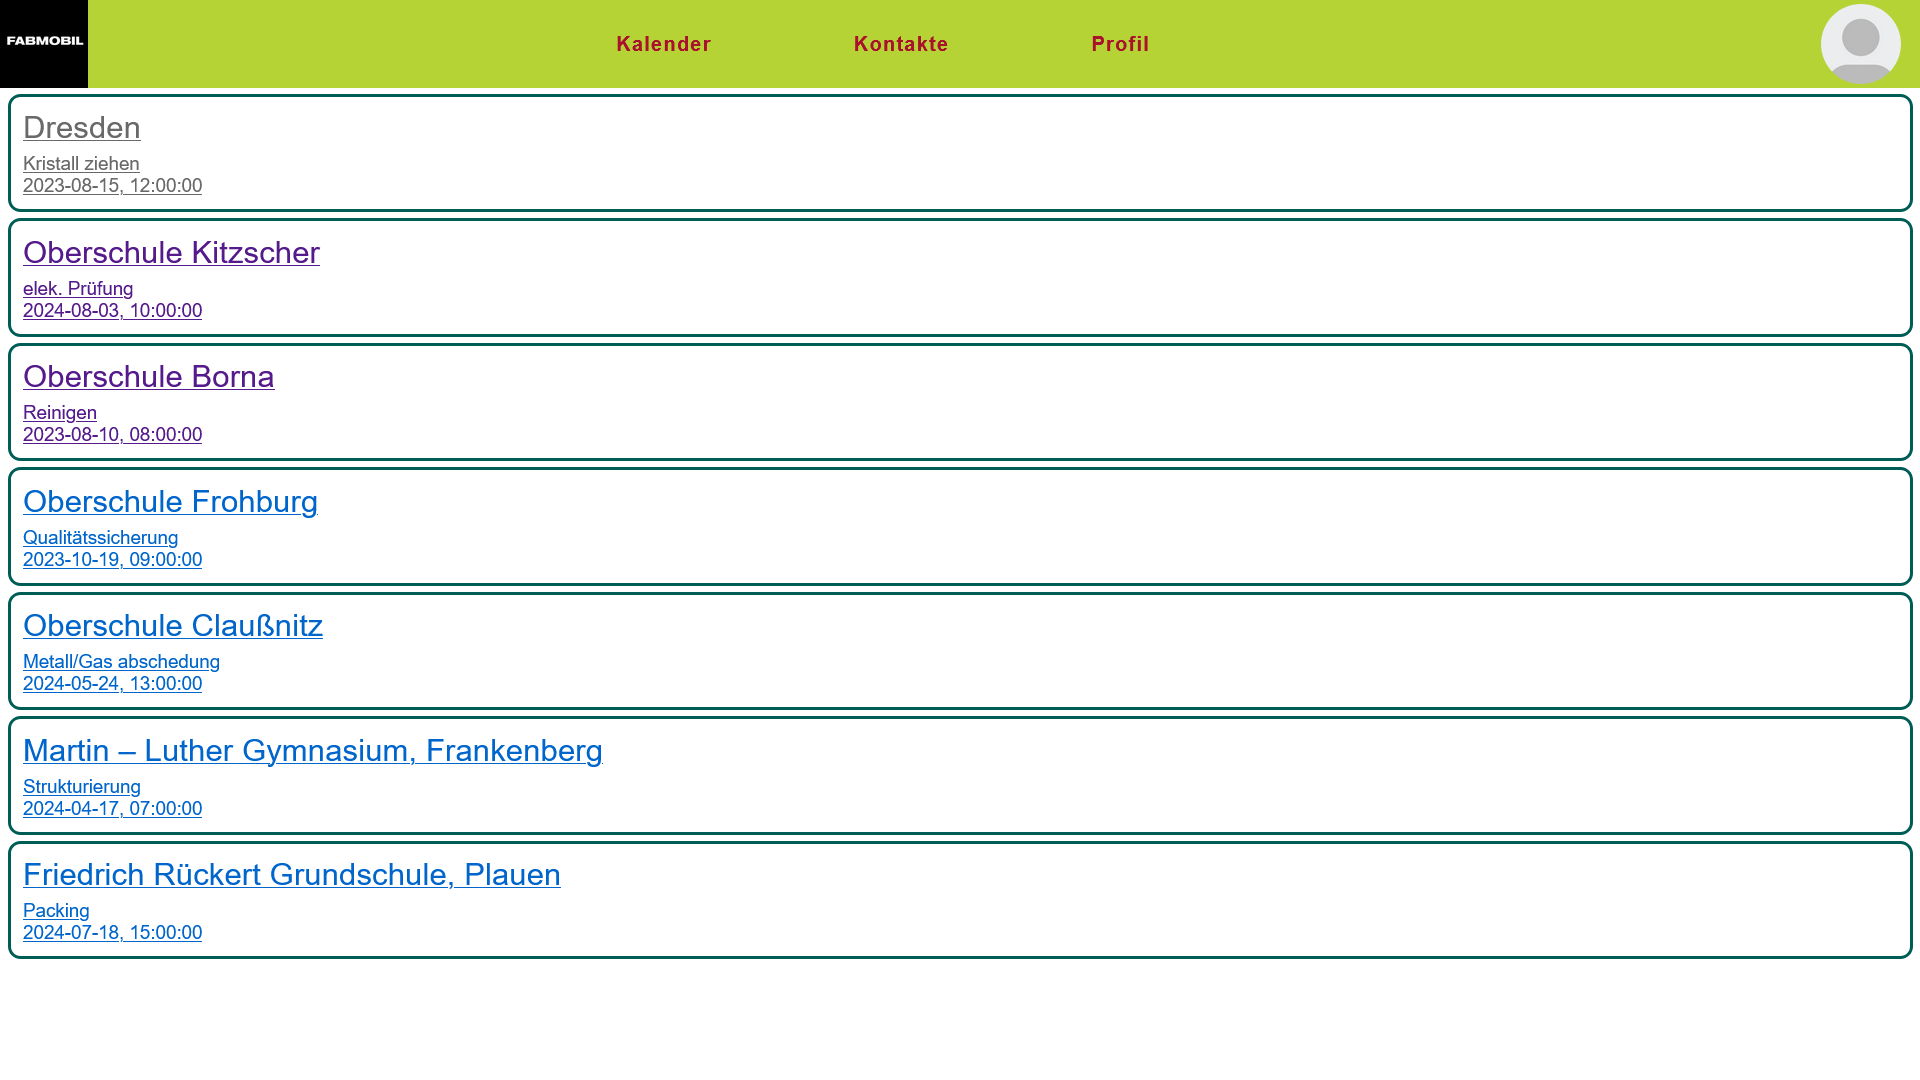 FABMOBIL
Kalender Kontakte Profil
Dresden
Kristall ziehen
2023-08-15, 12:00:00
Oberschule Kitzscher
elek. Prüfung
2024-08-03, 10:00:00
Oberschule Borna
Reinigen
2023-08-10, 08:00:00
Oberschule Frohburg
Qualitätssicherung
2023-10-19, 09:00:00
Oberschule Claußnitz
Metall/Gas abschedung
2024-05-24, 13:00:00
Martin – Luther Gymnasium, Frankenberg
Strukturierung
2024-04-17, 07:00:00
Friedrich Rückert Grundschule, Plauen
Packing
2024-07-18, 15:00:00